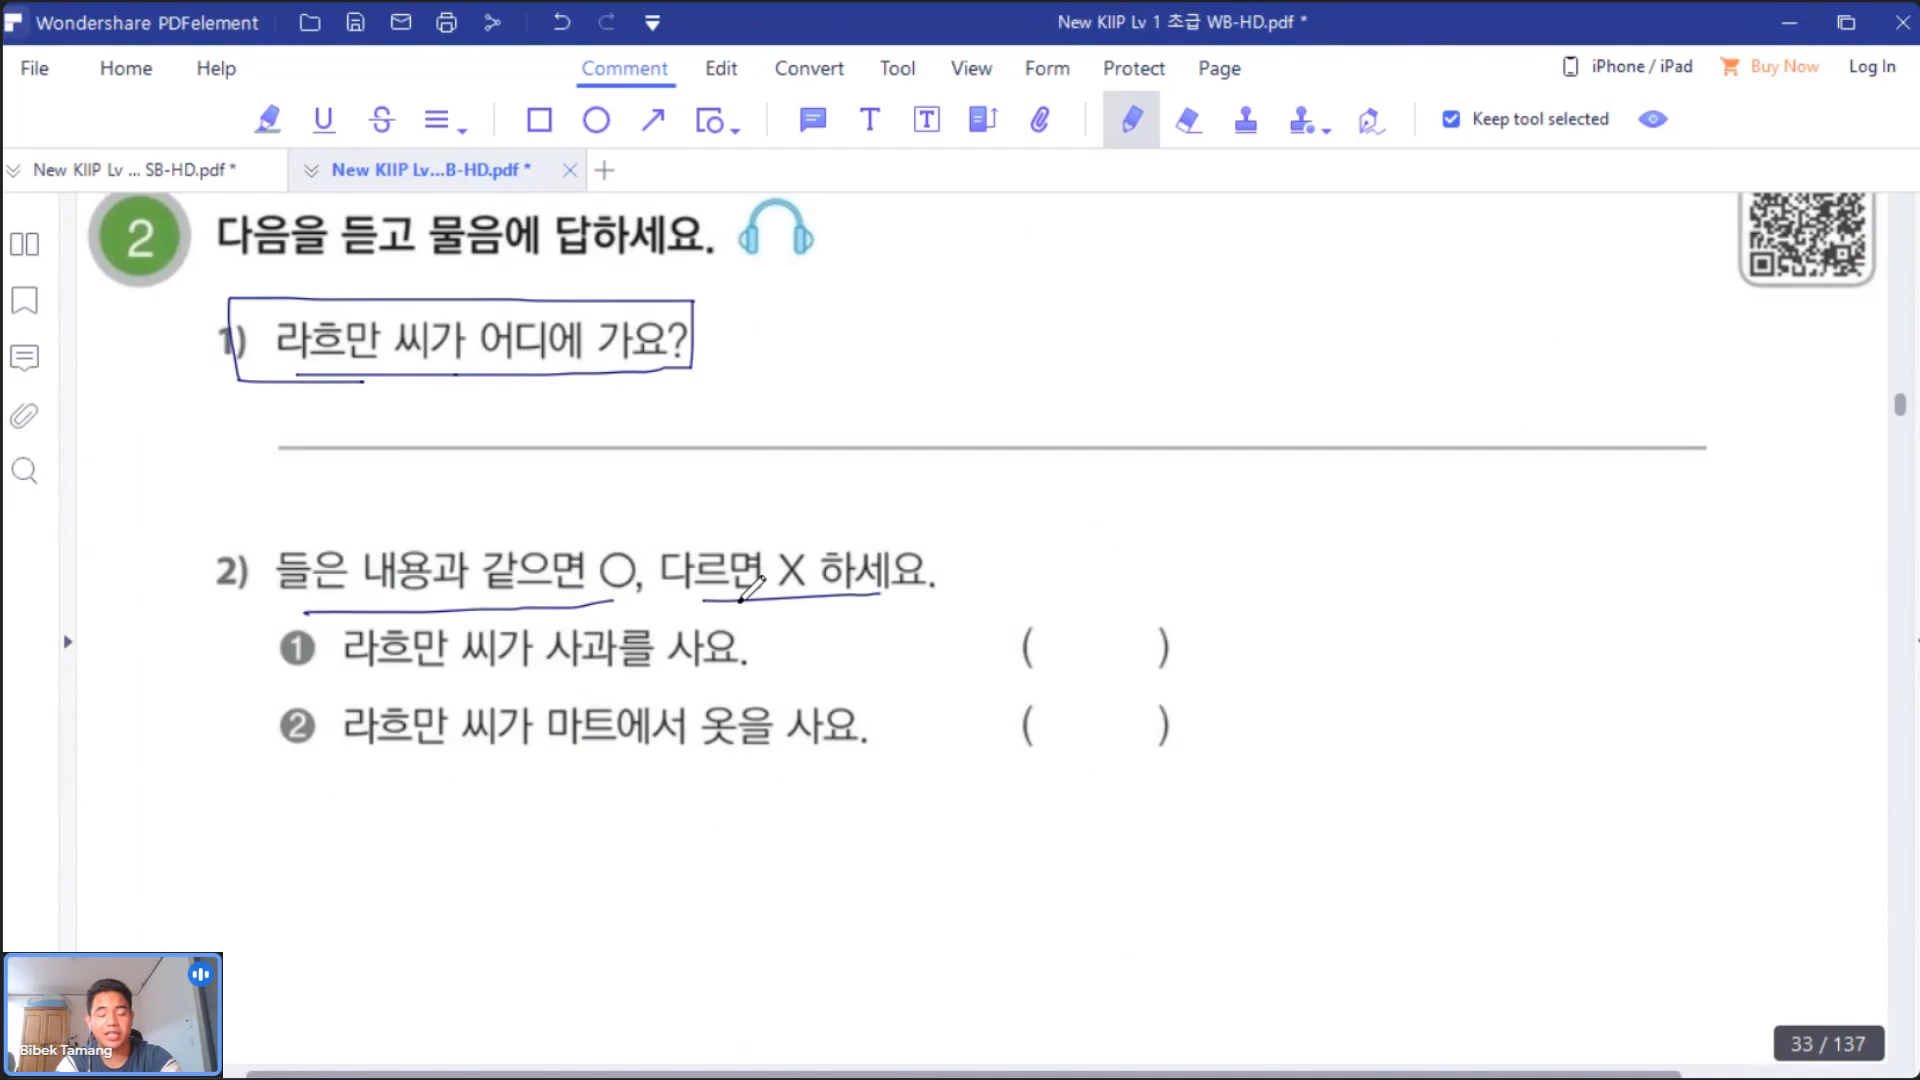 Wondershare PDFelement
New KIIP Lv 1 초급 WB-HD.pdf *
File Home Help Comment Edit Convert Tool View Form Protect Page iPhone / iPad Buy Now Log In
Keep tool selected
New KIIP Lv ... SB-HD.pdf *
New KIIP Lv...B-HD.pdf *
2 다음을 듣고 물음에 답하세요.
1) 라흐만 씨가 어디에 가요?
2) 들은 내용과 같으면 ○, 다르면 X 하세요.
❶ 라흐만 씨가 사과를 사요. ( )
❷ 라흐만 씨가 마트에서 옷을 사요. ( )
Bibek Tamang
33 / 137